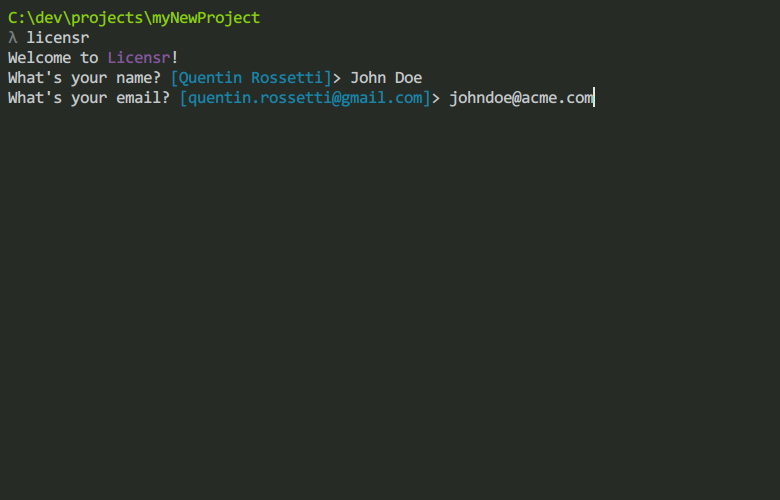 C:\dev\projects\myNewProject
λ licensr
Welcome to Licensr!
What's your name? [Quentin Rossetti]> John Doe
What's your email? [quentin.rossetti@gmail.com]> johndoe@acme.com